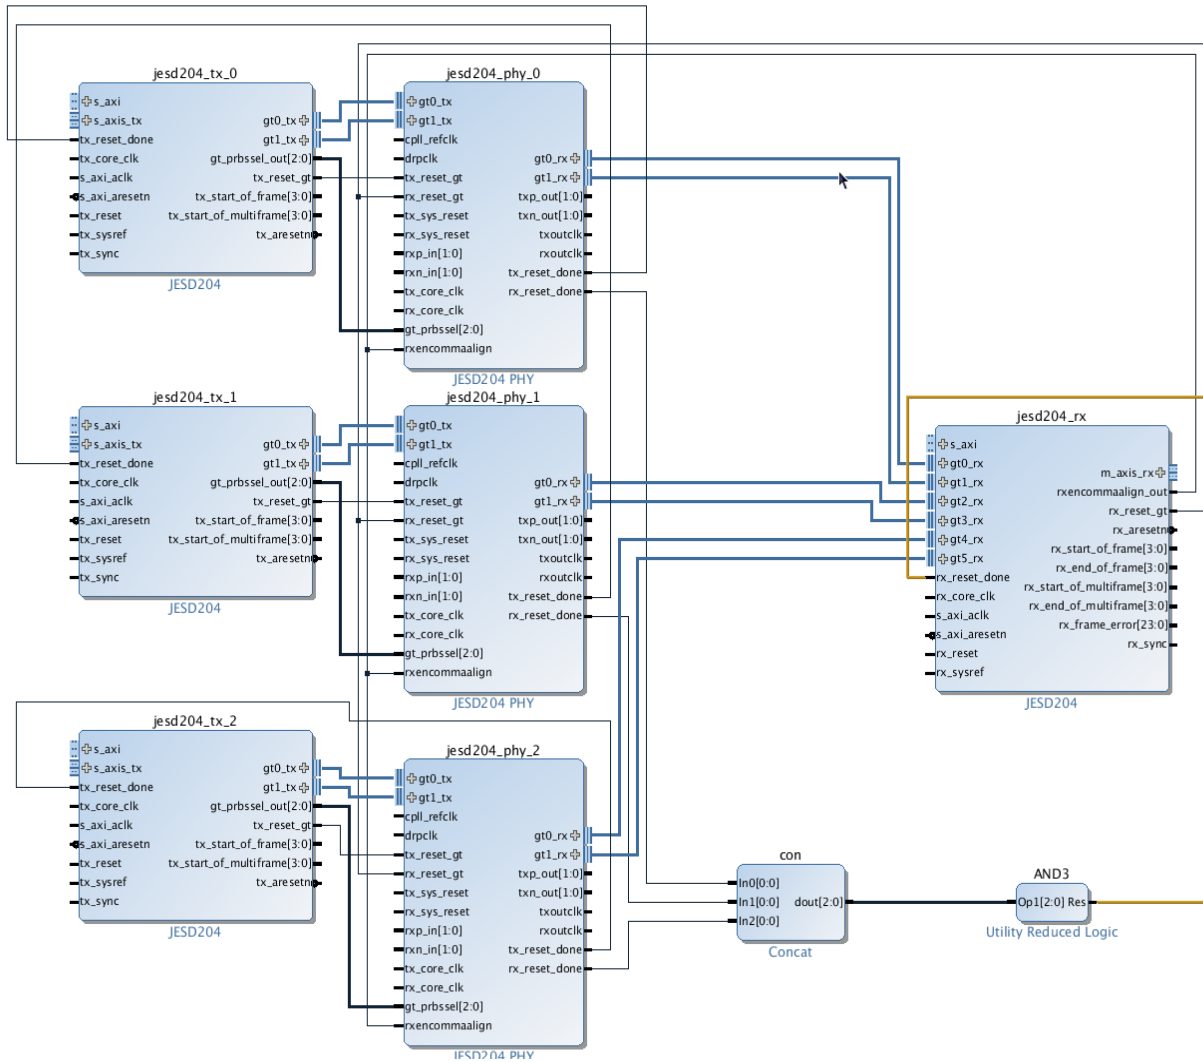 jesd204_tx_0
s_axi
s_axis_tx
tx_reset_done
tx_core_clk
s_axi_aclk
s_axi_aresetn
tx_reset
tx_sysref
tx_sync
gt0_tx
gt1_tx
gt_prbssel_out[2:0]
tx_reset_gt
tx_start_of_frame[3:0]
tx_start_of_multiframe[3:0]
tx_aresetn
JESD204
jesd204_phy_0
gt0_tx
gt1_tx
cpll_refclk
drpclk
tx_reset_gt
rx_reset_gt
tx_sys_reset
rx_sys_reset
rxp_in[1:0]
rxn_in[1:0]
tx_core_clk
rx_core_clk
gt_prbssel[2:0]
rxencommaalign
gt0_rx
gt1_rx
txp_out[1:0]
txn_out[1:0]
txoutclk
rxoutclk
tx_reset_done
rx_reset_done
JESD204 PHY
jesd204_tx_1
s_axi
s_axis_tx
tx_reset_done
tx_core_clk
s_axi_aclk
s_axi_aresetn
tx_reset
tx_sysref
tx_sync
gt0_tx
gt1_tx
gt_prbssel_out[2:0]
tx_reset_gt
tx_start_of_frame[3:0]
tx_start_of_multiframe[3:0]
tx_aresetn
JESD204
jesd204_phy_1
gt0_tx
gt1_tx
cpll_refclk
drpclk
tx_reset_gt
rx_reset_gt
tx_sys_reset
rx_sys_reset
rxp_in[1:0]
rxn_in[1:0]
tx_core_clk
rx_core_clk
gt_prbssel[2:0]
rxencommaalign
gt0_rx
gt1_rx
txp_out[1:0]
txn_out[1:0]
txoutclk
rxoutclk
tx_reset_done
rx_reset_done
JESD204 PHY
jesd204_rx
s_axi
gt0_rx
gt1_rx
gt2_rx
gt3_rx
gt4_rx
gt5_rx
rx_reset_done
rx_core_clk
s_axi_aclk
s_axi_aresetn
rx_reset
rx_sysref
m_axis_rx
rxencommaalign_out
rx_reset_gt
rx_aresetn
rx_start_of_frame[3:0]
rx_end_of_frame[3:0]
rx_start_of_multiframe[3:0]
rx_end_of_multiframe[3:0]
rx_frame_error[23:0]
rx_sync
JESD204
jesd204_tx_2
s_axi
s_axis_tx
tx_reset_done
tx_core_clk
s_axi_aclk
s_axi_aresetn
tx_reset
tx_sysref
tx_sync
gt0_tx
gt1_tx
gt_prbssel_out[2:0]
tx_reset_gt
tx_start_of_frame[3:0]
tx_start_of_multiframe[3:0]
tx_aresetn
JESD204
jesd204_phy_2
gt0_tx
gt1_tx
cpll_refclk
drpclk
tx_reset_gt
rx_reset_gt
tx_sys_reset
rx_sys_reset
rxp_in[1:0]
rxn_in[1:0]
tx_core_clk
rx_core_clk
gt_prbssel[2:0]
rxencommaalign
gt0_rx
gt1_rx
txp_out[1:0]
txn_out[1:0]
txoutclk
rxoutclk
tx_reset_done
rx_reset_done
JESD204 PHY
con
In0[0:0]
In1[0:0]
In2[0:0]
dout[2:0]
Concat
AND3
Op1[2:0] Res
Utility Reduced Logic